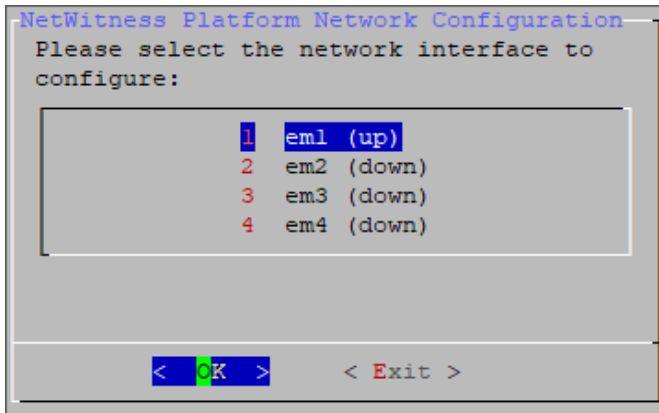 NetWitness Platform Network Configuration
Please select the network interface to
configure:
1 em1 (up)
2 em2 (down)
3 em3 (down)
4 em4 (down)
< OK > < Exit >